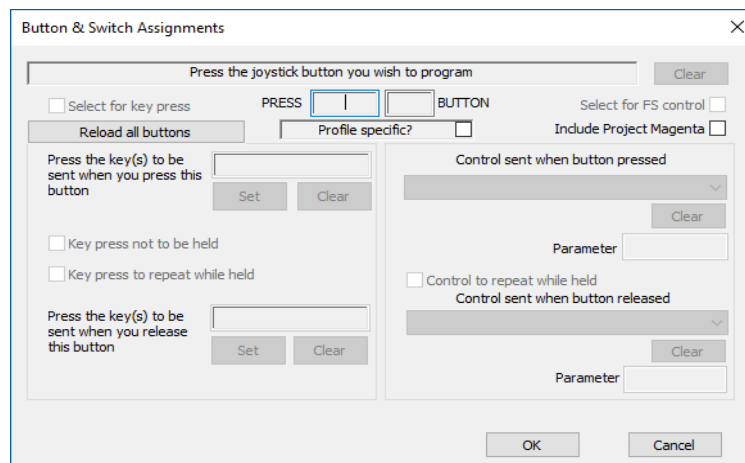 Button & Switch Assignments
Press the joystick button you wish to program
Clear
Select for key press
PRESS
BUTTON
Select for FS control
Reload all buttons
Profile specific?
Include Project Magenta
Press the key(s) to be
sent when you press this
button
Set
Clear
Key press not to be held
Key press to repeat while held
Press the key(s) to be
sent when you release
this button
Set
Clear
Control sent when button pressed
Clear
Parameter
Control to repeat while held
Control sent when button released
Clear
Parameter
OK
Cancel